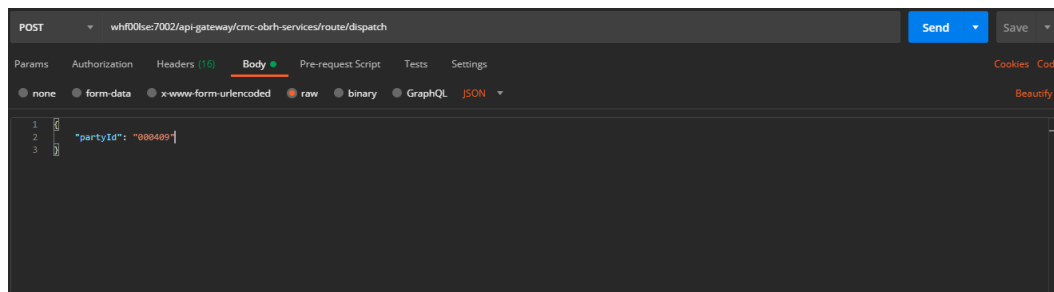 POST whf00lse:7002/api-gateway/cmc-obrh-services/route/dispatch Send Save
Params Authorization Headers (16) Body Pre-request Script Tests Settings Cookies Cod
none form-data x-www-form-urlencoded raw binary GraphQL JSON Beautify
1 {
2 "partyId": "000409"
3 }